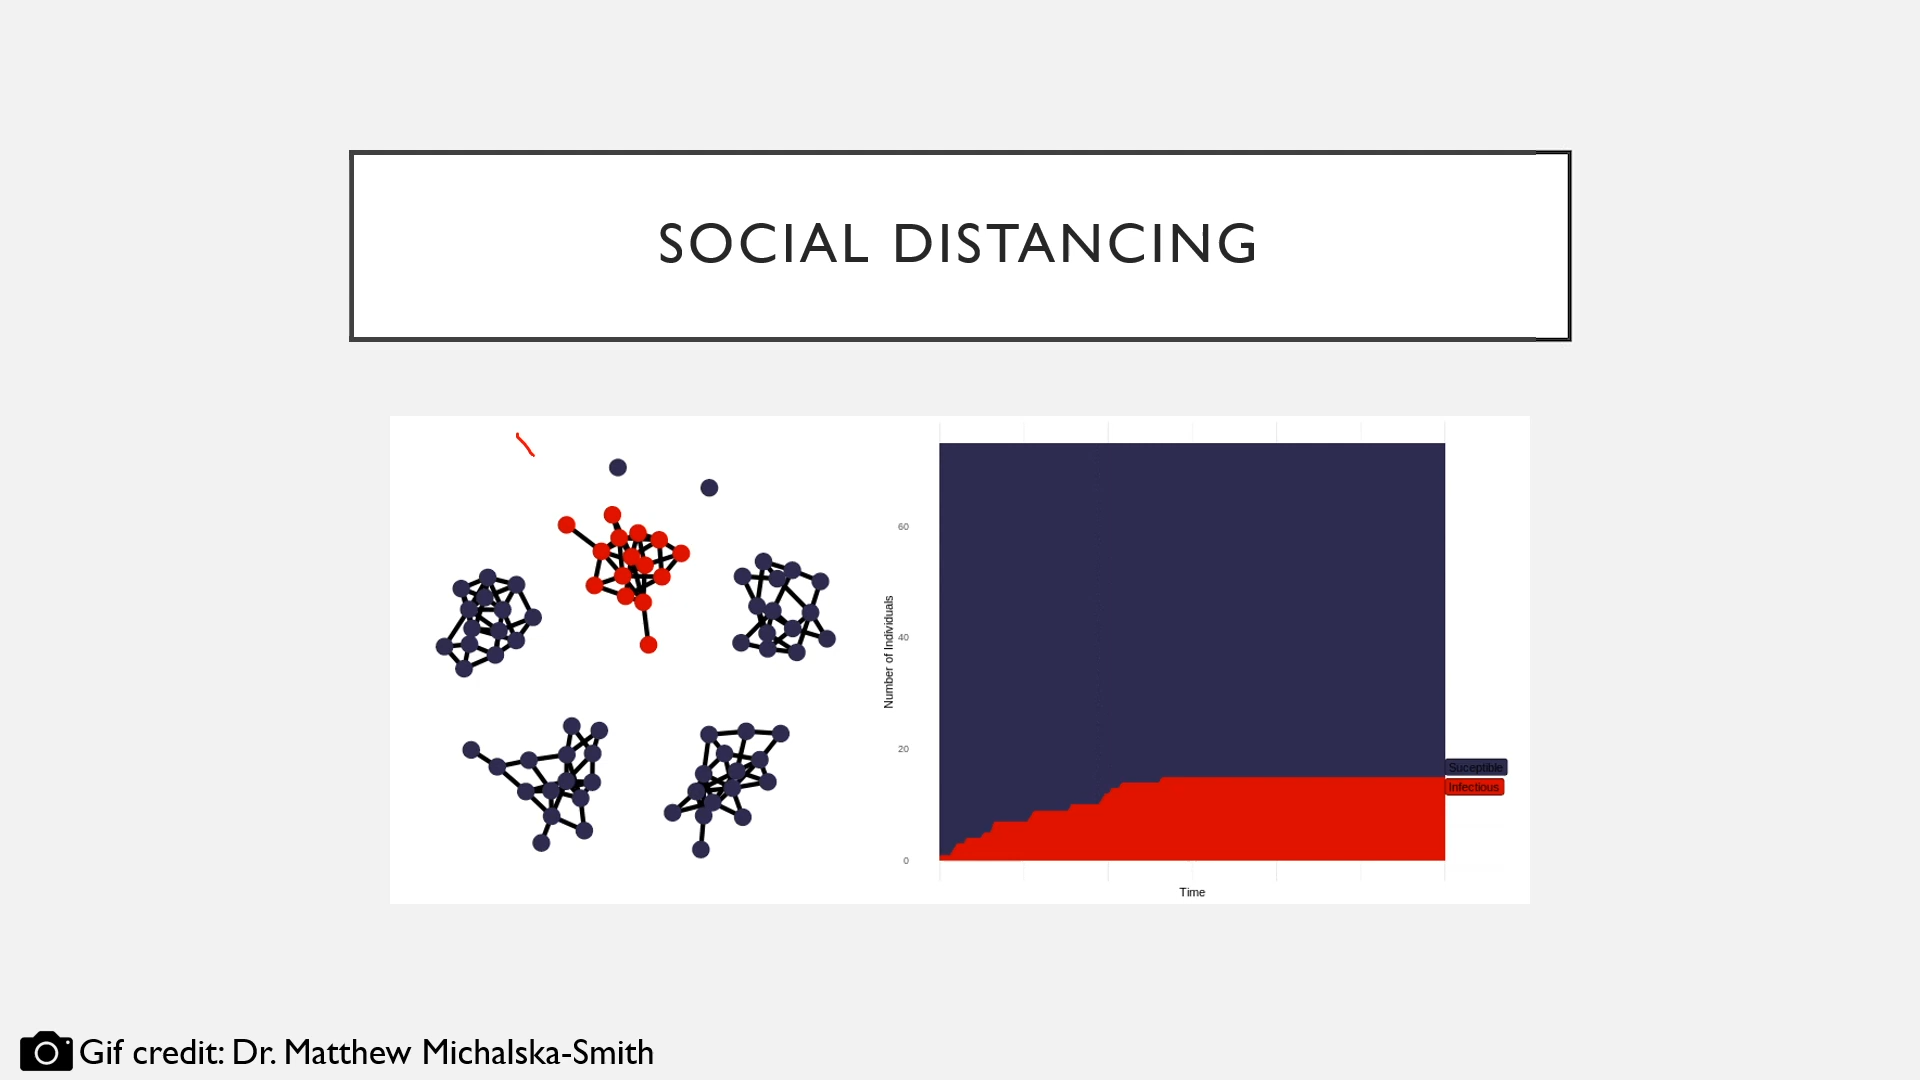 SOCIAL DISTANCING
60
40
20
0
Number of Individuals
Time
Suceptible
Infectious
Gif credit: Dr. Matthew Michalska-Smith